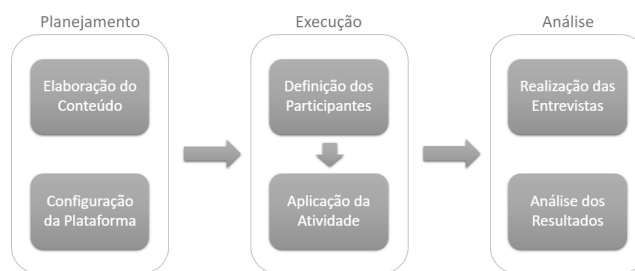 Planejamento
Elaboração do
Conteúdo
Configuração
da Plataforma
Execução
Definição dos
Participantes
Aplicação da
Atividade
Análise
Realização das
Entrevistas
Análise dos
Resultados